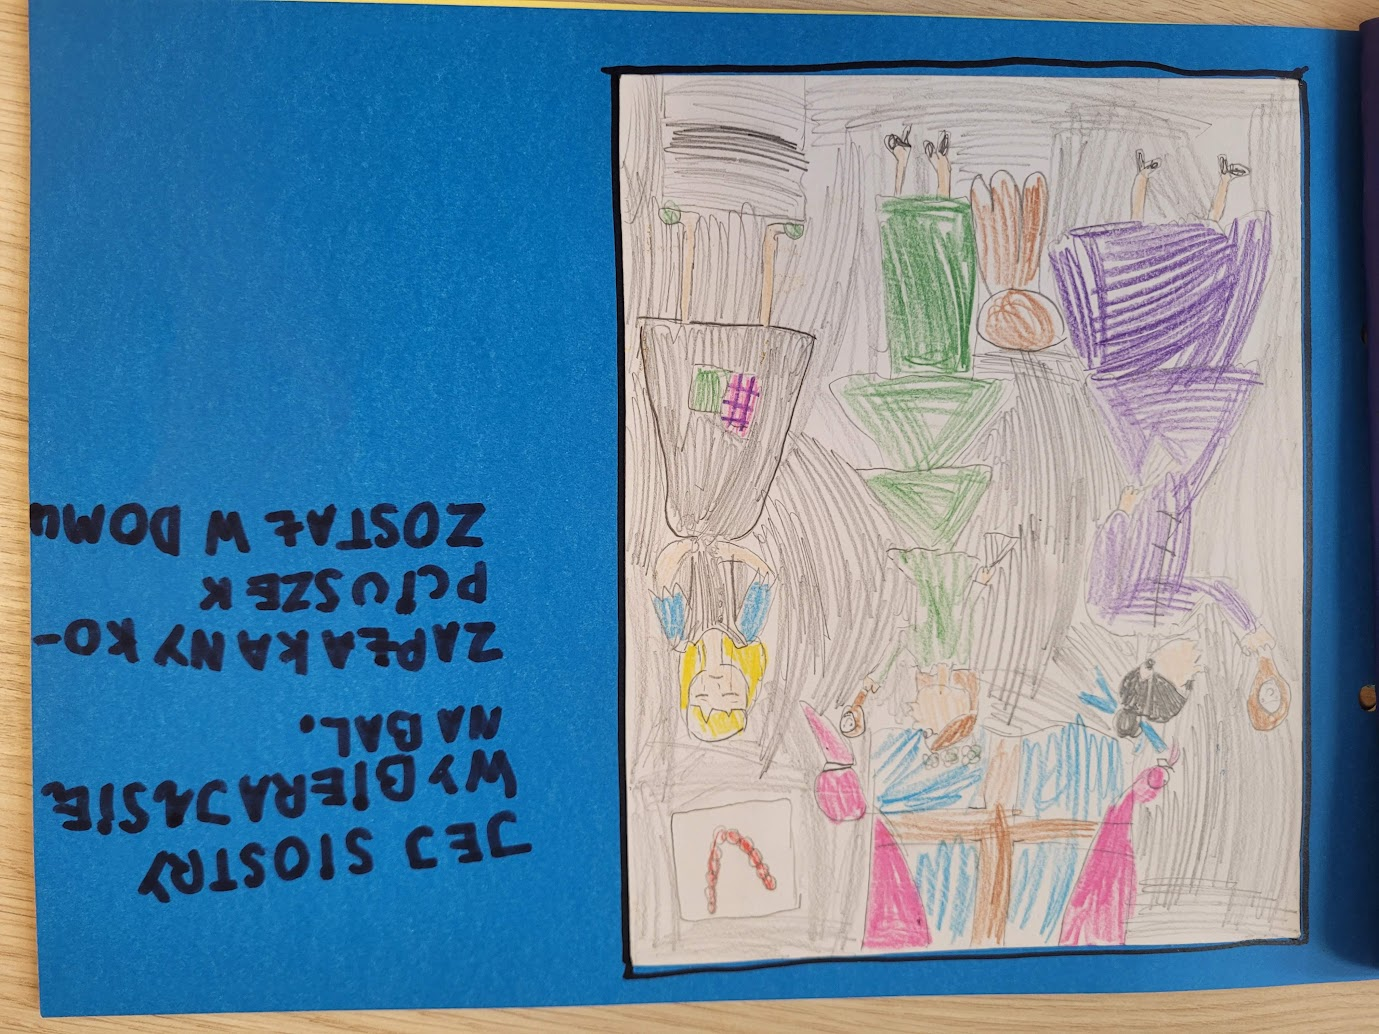 JEJ SIOSTRY
WYBIERAJĄ SIĘ
NA BAL.
ZAPŁAKANY KO-
PCIUSZEK
ZOSTAŁ W DOMU